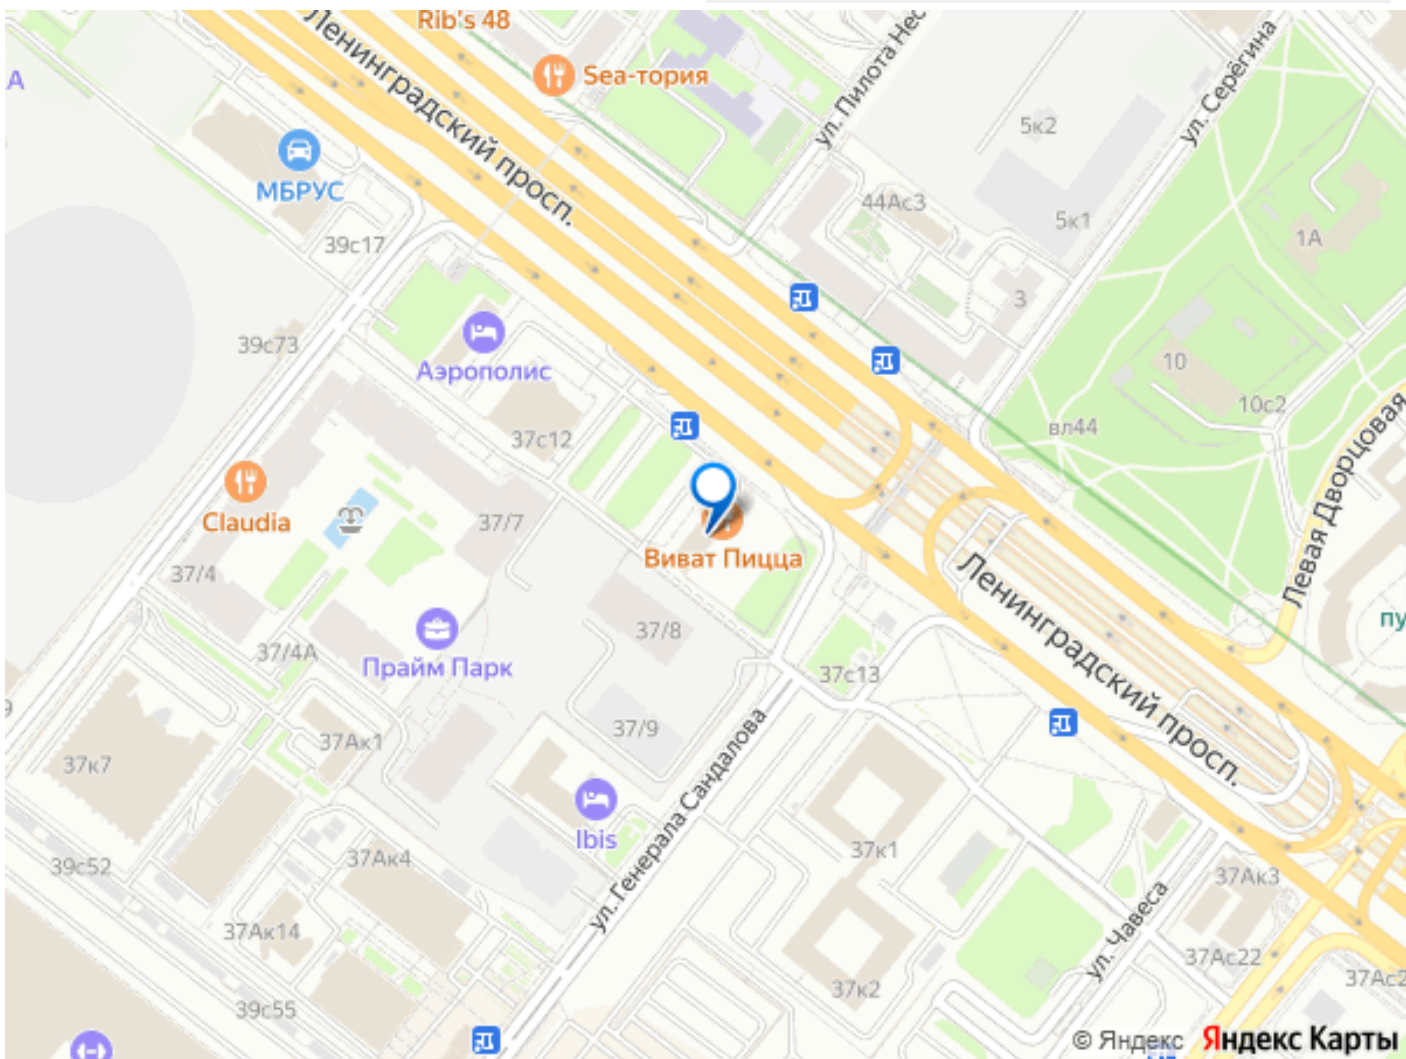 Rib's 48
Sea-тория
Ленинградский просп.
ул. Пилота Нес
ул. Серёгина
А
МБРУС
39с17
5к2
44Ас3
5к1
1А
3
39с73
Аэрополис
10
10с2
вл44
37с12
Левая Дворцовая
Claudia
37/7
Виват Пицца
37/4
37/8
Ленинградский просп.
пу
37/4А
Прайм Парк
37с13
9
37/9
37Ак1
37к7
ул. Генерала Сандалова
Ibis
37к1
37Ак4
39с52
37Ак3
ул. Чавеса
37Ак14
37Ас22
37Ас2
37к2
39с55
© Яндекс Яндекс Карты